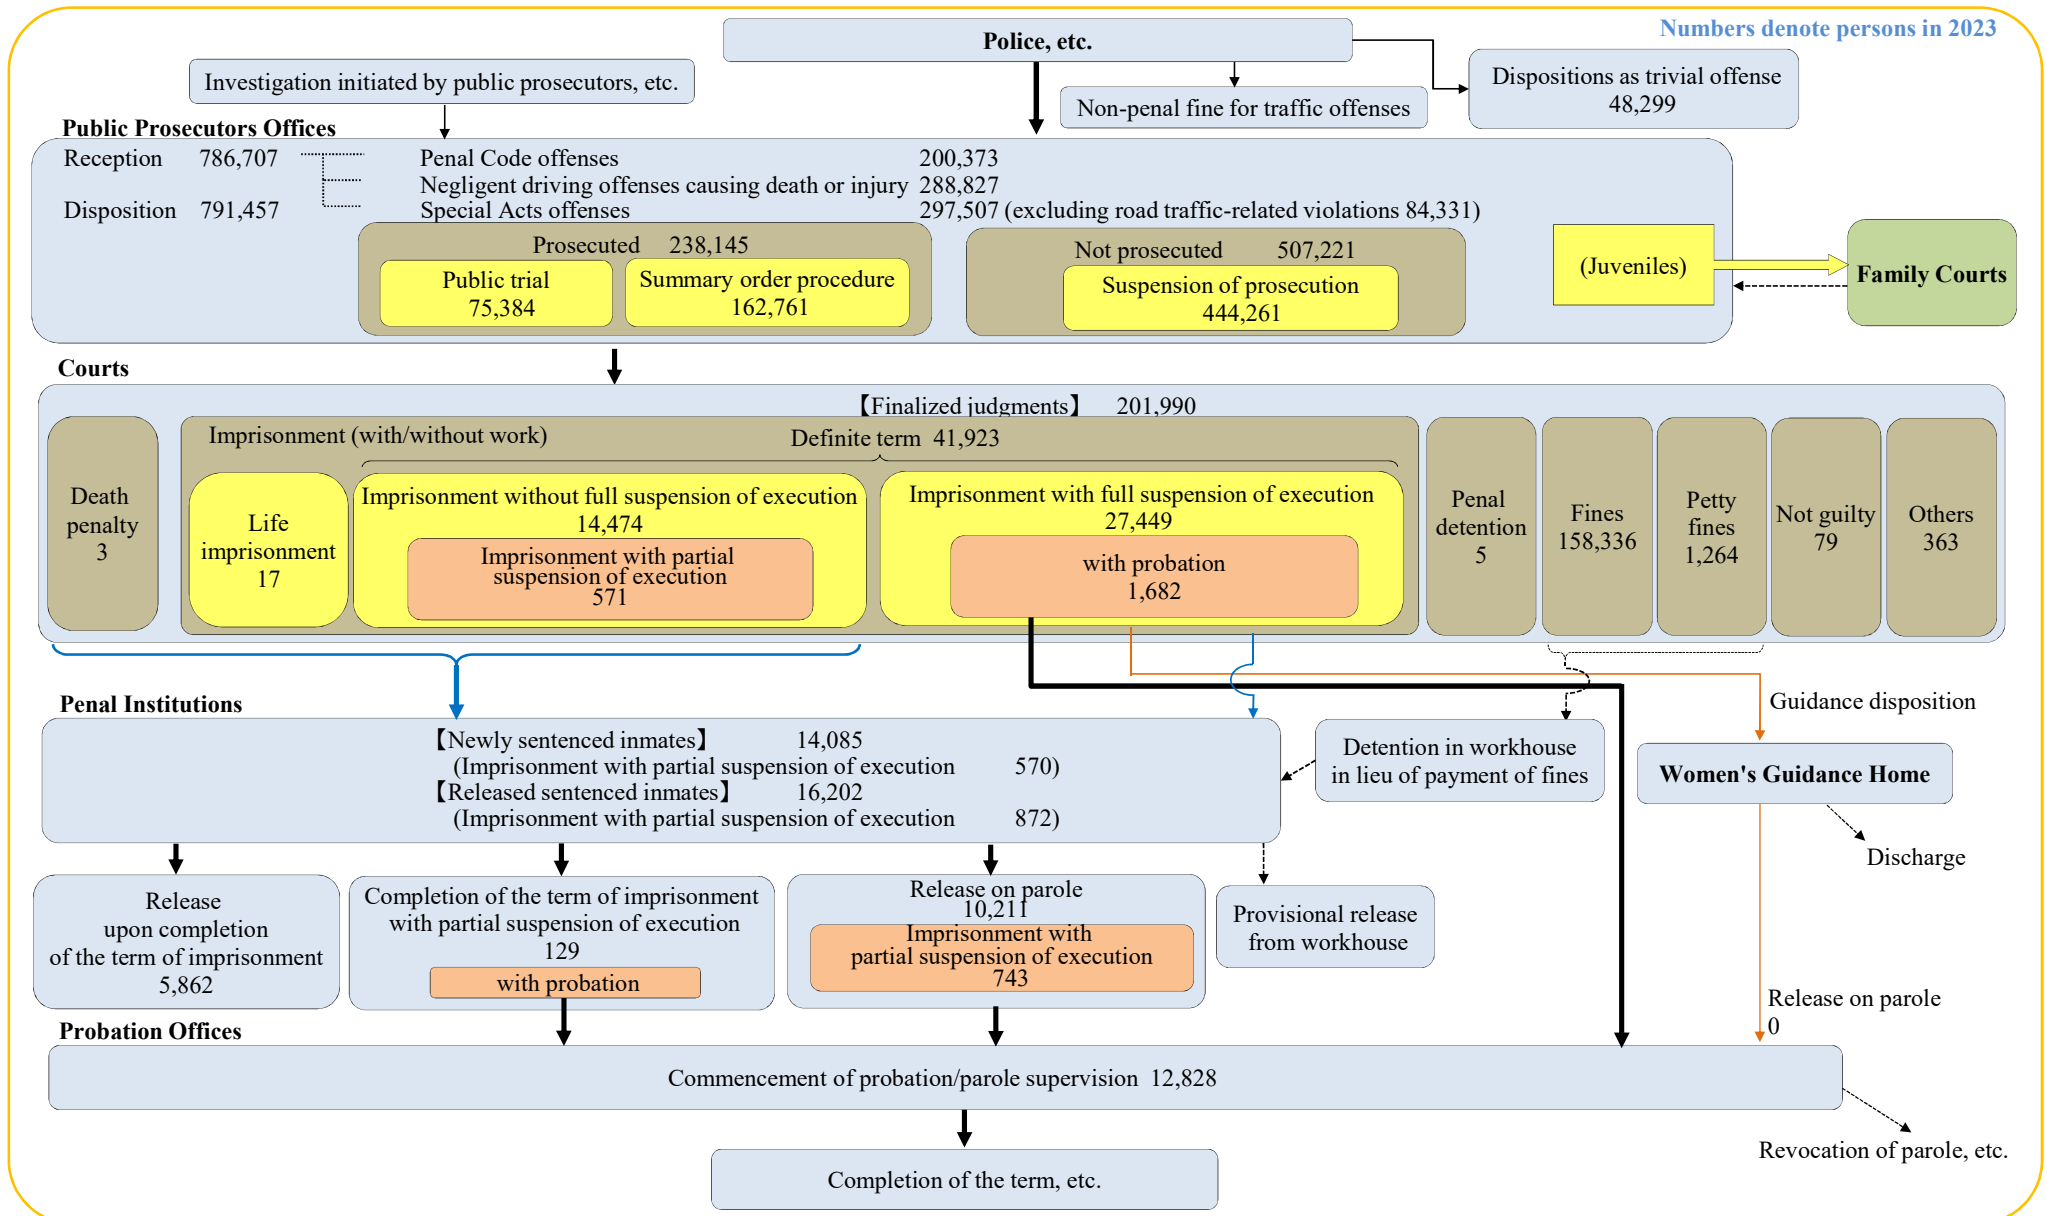 Numbers denote persons in 2023
Police, etc.
Investigation initiated by public prosecutors, etc.
Non-penal fine for traffic offenses
Dispositions as trivial offense
48,299
Public Prosecutors Offices
Reception 786,707
Penal Code offenses 200,373
Negligent driving offenses causing death or injury 288,827
Disposition 791,457
Special Acts offenses 297,507 (excluding road traffic-related violations 84,331)
Prosecuted 238,145
Public trial
75,384
Summary order procedure
162,761
Not prosecuted 507,221
Suspension of prosecution
444,261
(Juveniles)
Family Courts
Courts
【Finalized judgments】 201,990
Death
penalty
3
Imprisonment (with/without work)
Definite term 41,923
Life
imprisonment
17
Imprisonment without full suspension of execution
14,474
Imprisonment with partial
suspension of execution
571
Imprisonment with full suspension of execution
27,449
with probation
1,682
Penal
detention
5
Fines
158,336
Petty
fines
1,264
Not guilty
79
Others
363
Penal Institutions
【Newly sentenced inmates】 14,085
(Imprisonment with partial suspension of execution 570)
【Released sentenced inmates】 16,202
(Imprisonment with partial suspension of execution 872)
Detention in workhouse
in lieu of payment of fines
Guidance disposition
Women's Guidance Home
Discharge
Release
upon completion
of the term of imprisonment
5,862
Completion of the term of imprisonment
with partial suspension of execution
129
with probation
Release on parole
10,211
Imprisonment with
partial suspension of execution
743
Provisional release
from workhouse
Release on parole
0
Probation Offices
Commencement of probation/parole supervision 12,828
Revocation of parole, etc.
Completion of the term, etc.